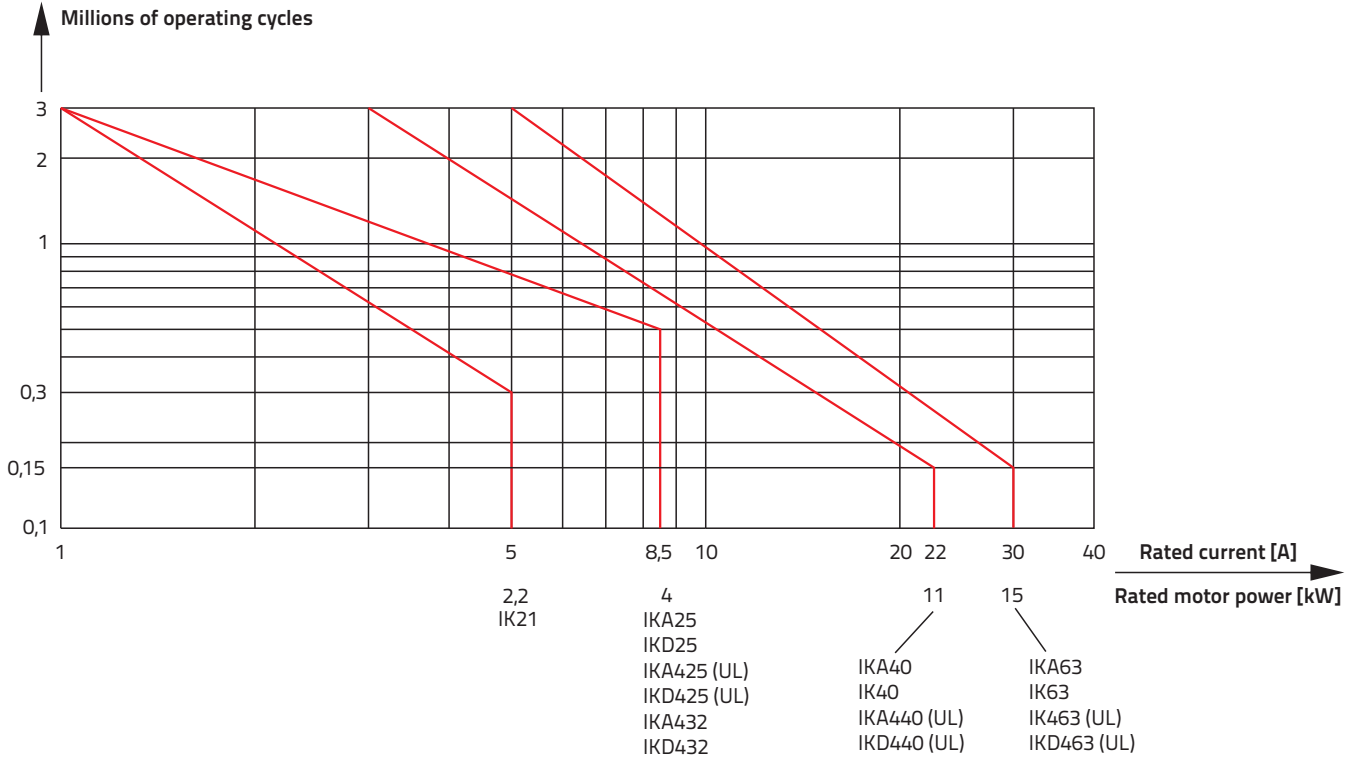 Millions of operating cycles
3
2
1
0,3
0,15
0,1
1 5 8,5 10 20 22 30 40 Rated current [A]
2,2 4 11 15 Rated motor power [kW]
IK21
IKA25
IKD25
IKA425 (UL)
IKD425 (UL)
IKA432
IKD432
IKA40
IK40
IKA440 (UL)
IKD440 (UL)
IKA63
IK63
IK463 (UL)
IKD463 (UL)